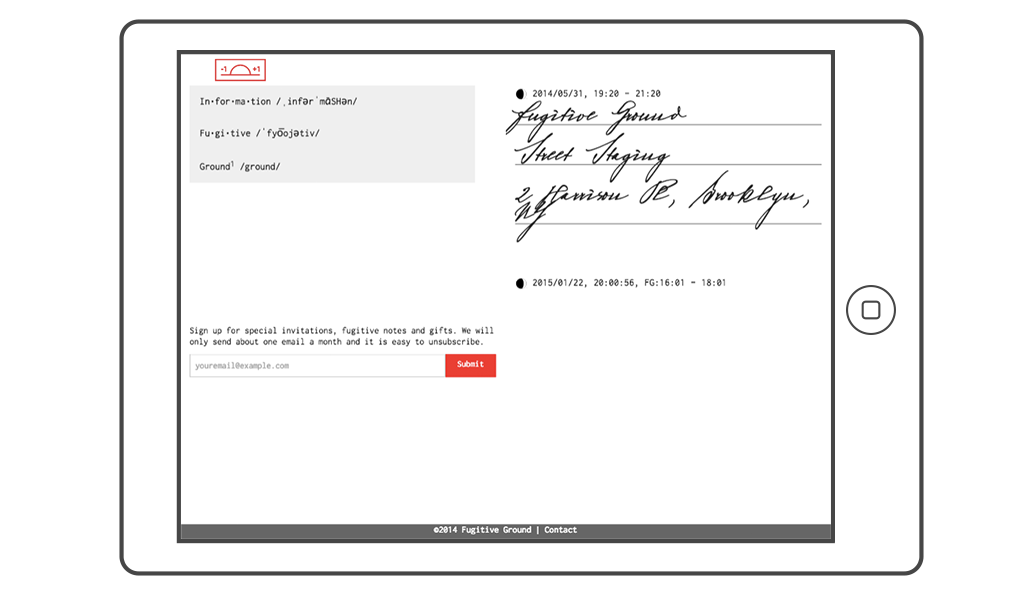 -1 +1
In·for·ma·tion /ˌinfərˈmāSHən/
Fu·gi·tive /ˈfyo͞ojətiv/
Ground¹ /ground/
Sign up for special invitations, fugitive notes and gifts. We will
only send about one email a month and it is easy to unsubscribe.
youremail@example.com
Submit
2014/05/31, 19:20 – 21:20
Fugitive Ground
Street Staging
2 Harrison Pl, Brooklyn,
NY
2015/01/22, 20:00:56, FG:16:01 – 18:01
©2014 Fugitive Ground | Contact